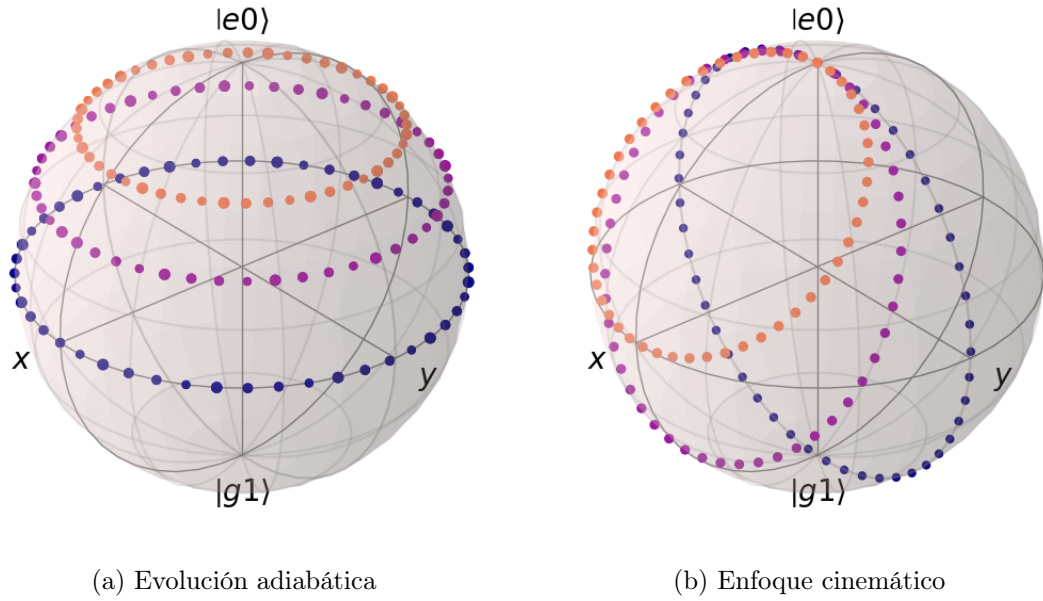 |e0⟩ |e0⟩
x y x y
|g1⟩ |g1⟩
(a) Evolución adiabática (b) Enfoque cinemático